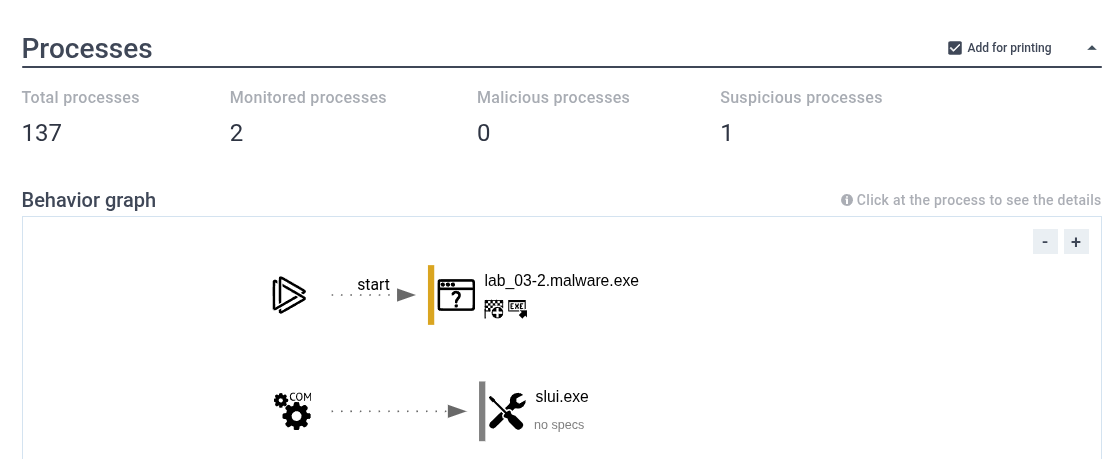 Processes
Add for printing
Total processes Monitored processes Malicious processes Suspicious processes
137 2 0 1
Behavior graph
Click at the process to see the details
- +
start
lab_03-2.malware.exe
?
EXE
COM
slui.exe
no specs